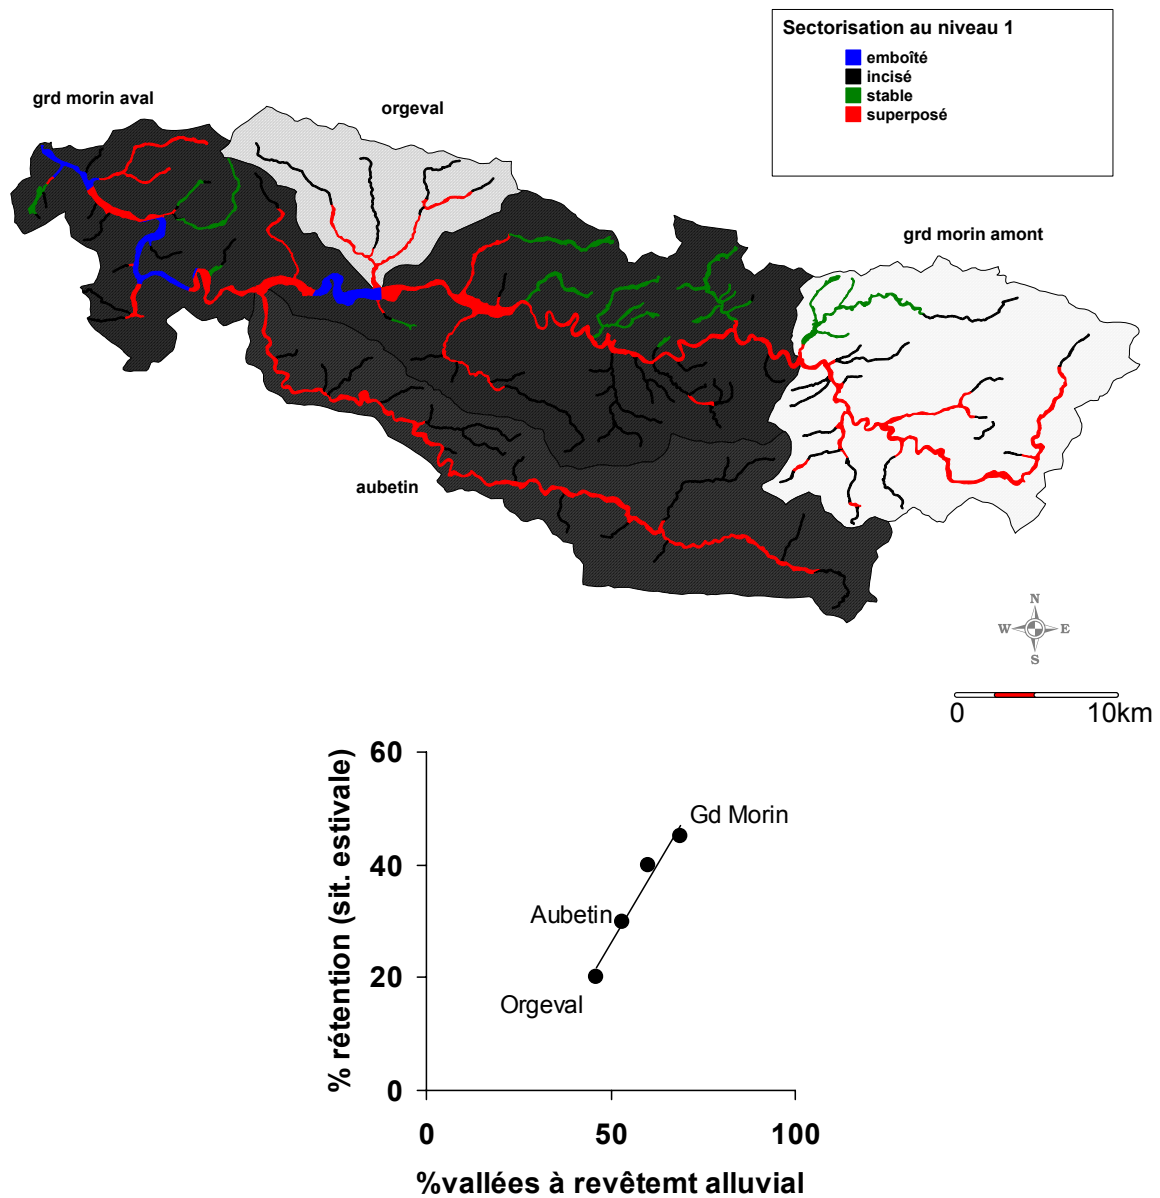 Sectorisation au niveau 1
emboîté
incisé
stable
superposé
grd morin aval
orgeval
grd morin amont
aubetin
N
W E
S
0 10km
% rétention (sit. estivale)
60
40
20
0
Gd Morin
Aubetin
Orgeval
0 50 100
%vallées à revêtemt alluvial